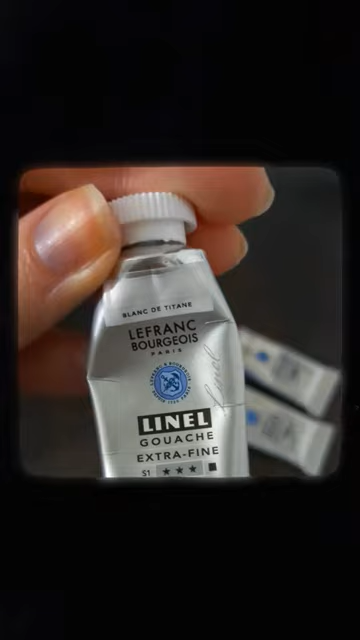 BLANC DE TITANE
LEFRANC
BOURGEOIS
PARIS
Linel
LINEL
GOUACHE
EXTRA-FINE
S1 ★★★ ■